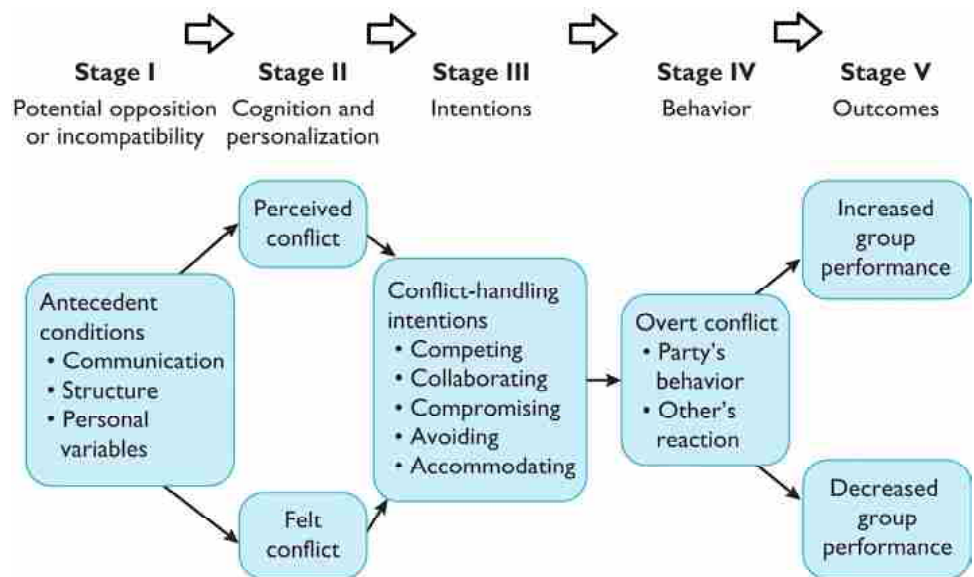 Stage I
Potential opposition
or incompatibility
Stage II
Cognition and
personalization
Stage III
Intentions
Stage IV
Behavior
Stage V
Outcomes
Antecedent
conditions
• Communication
• Structure
• Personal
variables
Perceived
conflict
Felt
conflict
Conflict-handling
intentions
• Competing
• Collaborating
• Compromising
• Avoiding
• Accommodating
Overt conflict
• Party's
behavior
• Other's
reaction
Increased
group
performance
Decreased
group
performance